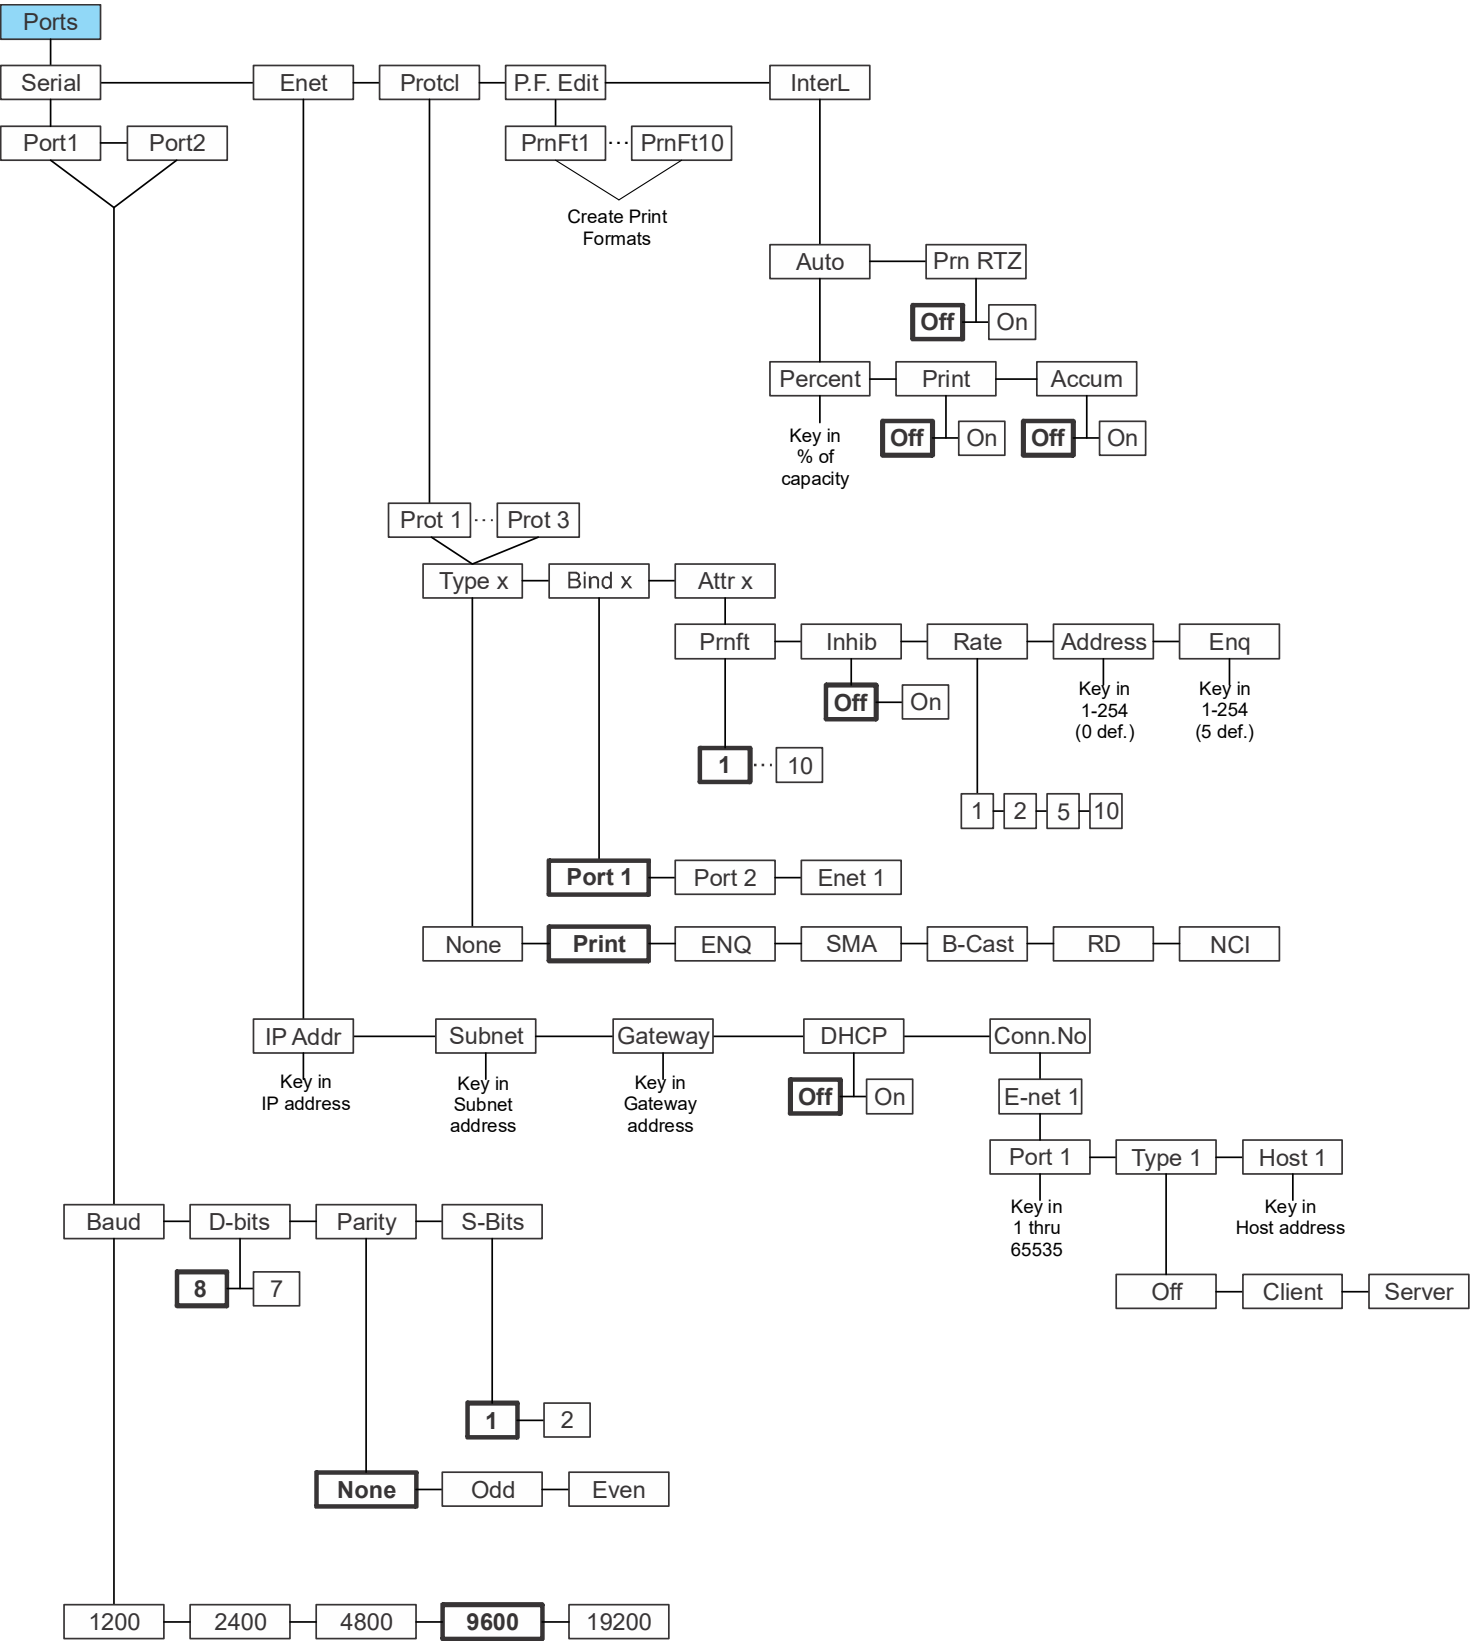 Ports
Serial Enet Protcl P.F. Edit InterL
Port1 Port2 PrnFt1 ... PrnFt10
Create Print
Formats
Auto Prn RTZ
Off On
Percent Print Accum
Key in
% of
capacity
Off On Off On
Prot 1 ... Prot 3
Type x Bind x Attr x
Prnft Inhib Rate Address Enq
Off On
Key in
1-254
(0 def.)
Key in
1-254
(5 def.)
1 ... 10
1 2 5 10
Port 1 Port 2 Enet 1
None Print ENQ SMA B-Cast RD NCI
IP Addr Subnet Gateway DHCP Conn.No
Key in
IP address
Key in
Subnet
address
Key in
Gateway
address
Off On
E-net 1
Port 1 Type 1 Host 1
Key in
1 thru
65535
Key in
Host address
Off Client Server
Baud D-bits Parity S-Bits
8 7
1 2
None Odd Even
1200 2400 4800 9600 19200